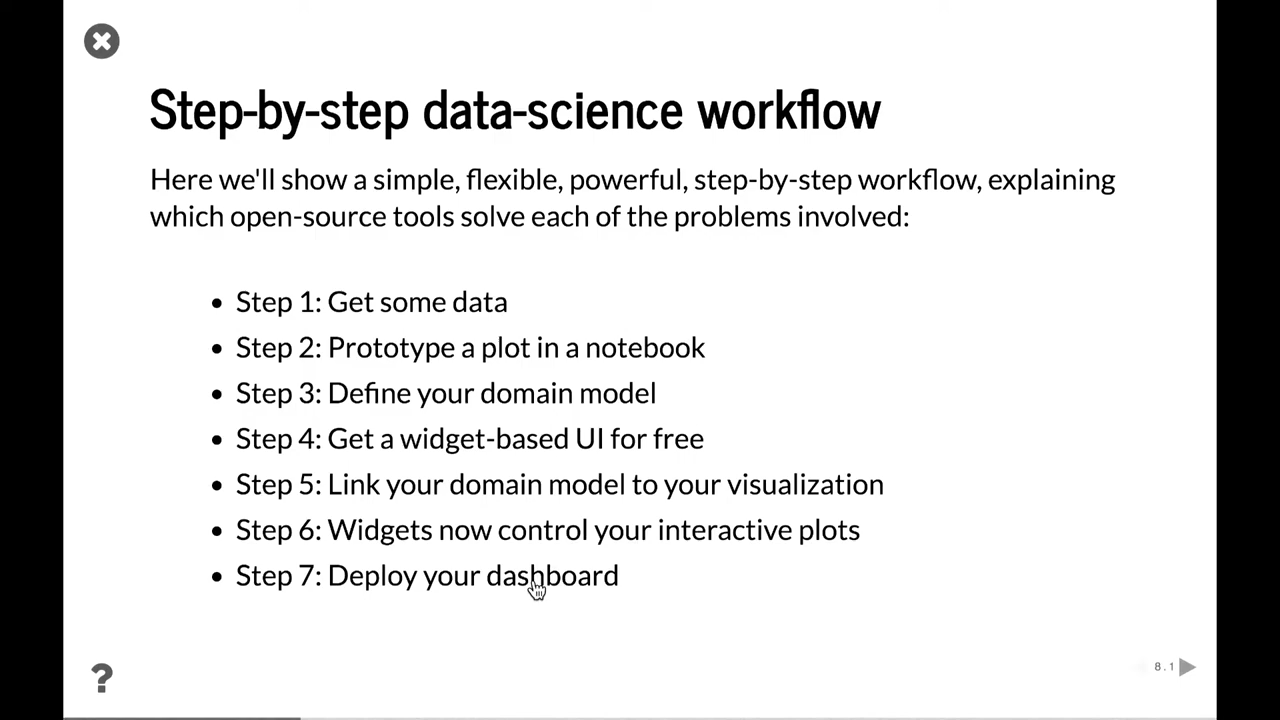 Step-by-step data-science workflow
Here we'll show a simple, flexible, powerful, step-by-step workflow, explaining
which open-source tools solve each of the problems involved:
• Step 1: Get some data
• Step 2: Prototype a plot in a notebook
• Step 3: Define your domain model
• Step 4: Get a widget-based UI for free
• Step 5: Link your domain model to your visualization
• Step 6: Widgets now control your interactive plots
• Step 7: Deploy your dashboard
?
8.1